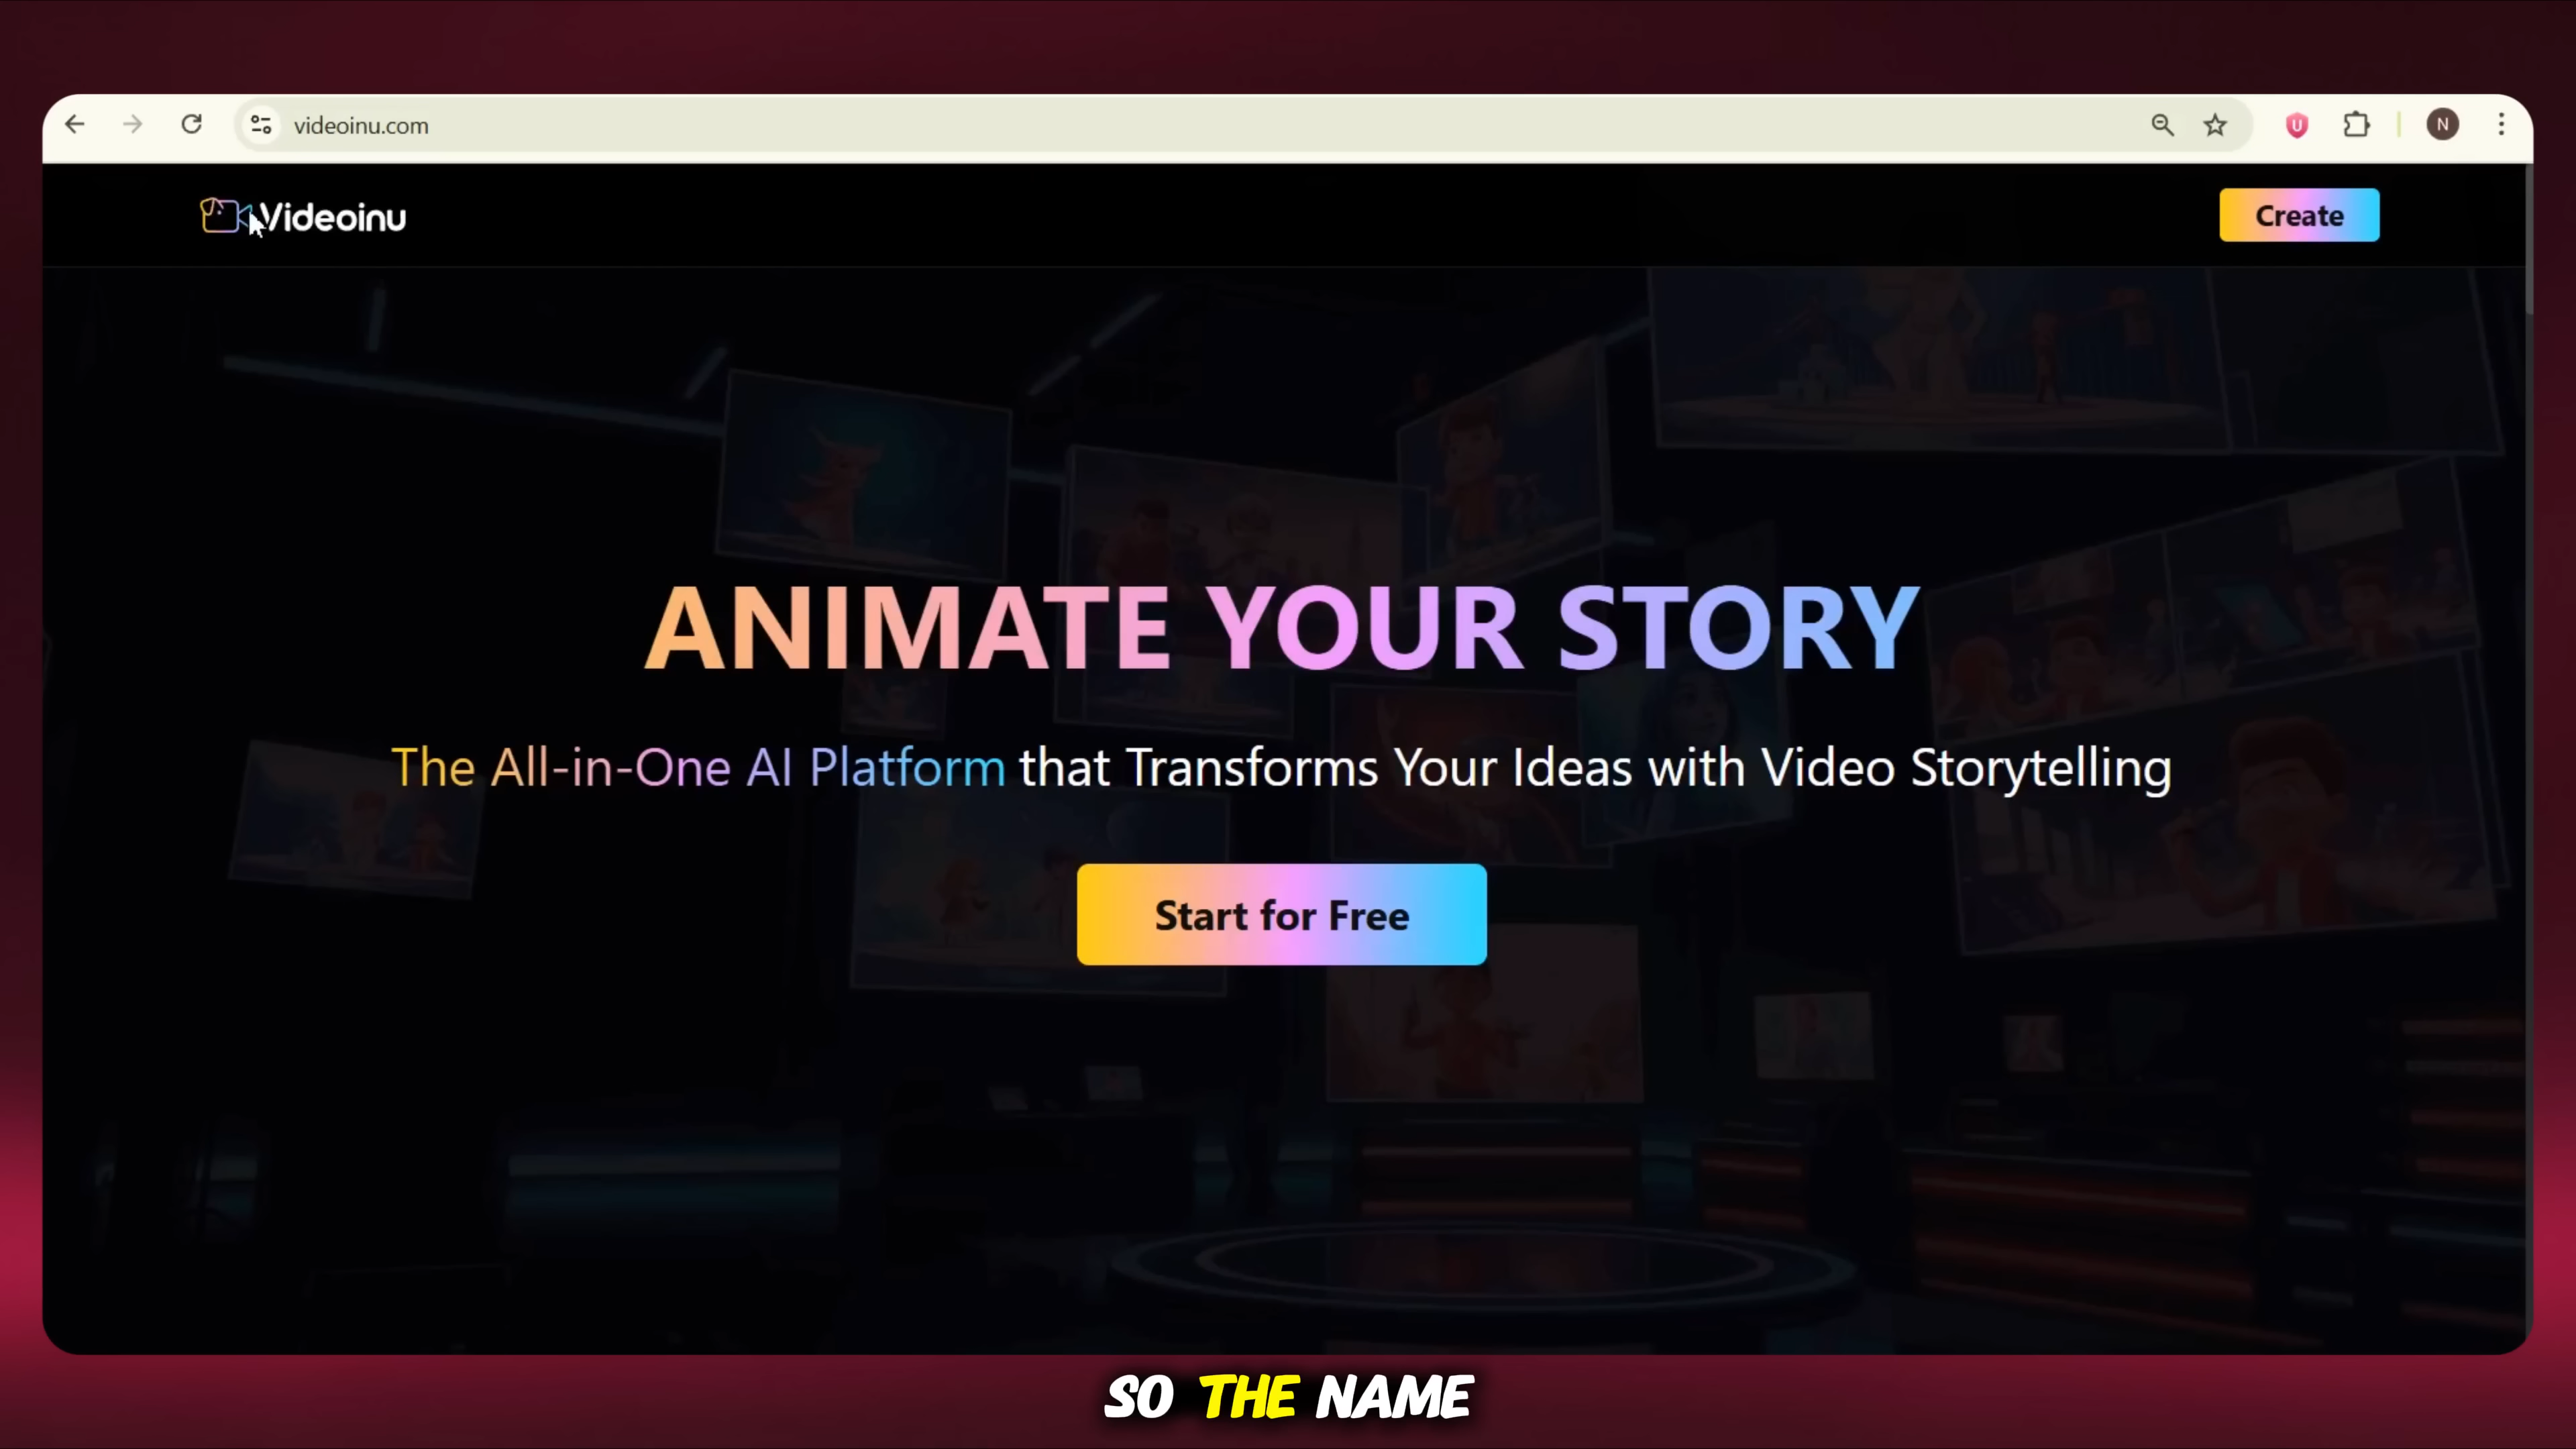 videoinu.com
N
Videoinu
Create
ANIMATE YOUR STORY
The All-in-One AI Platform that Transforms Your Ideas with Video Storytelling
Start for Free
SO THE NAME